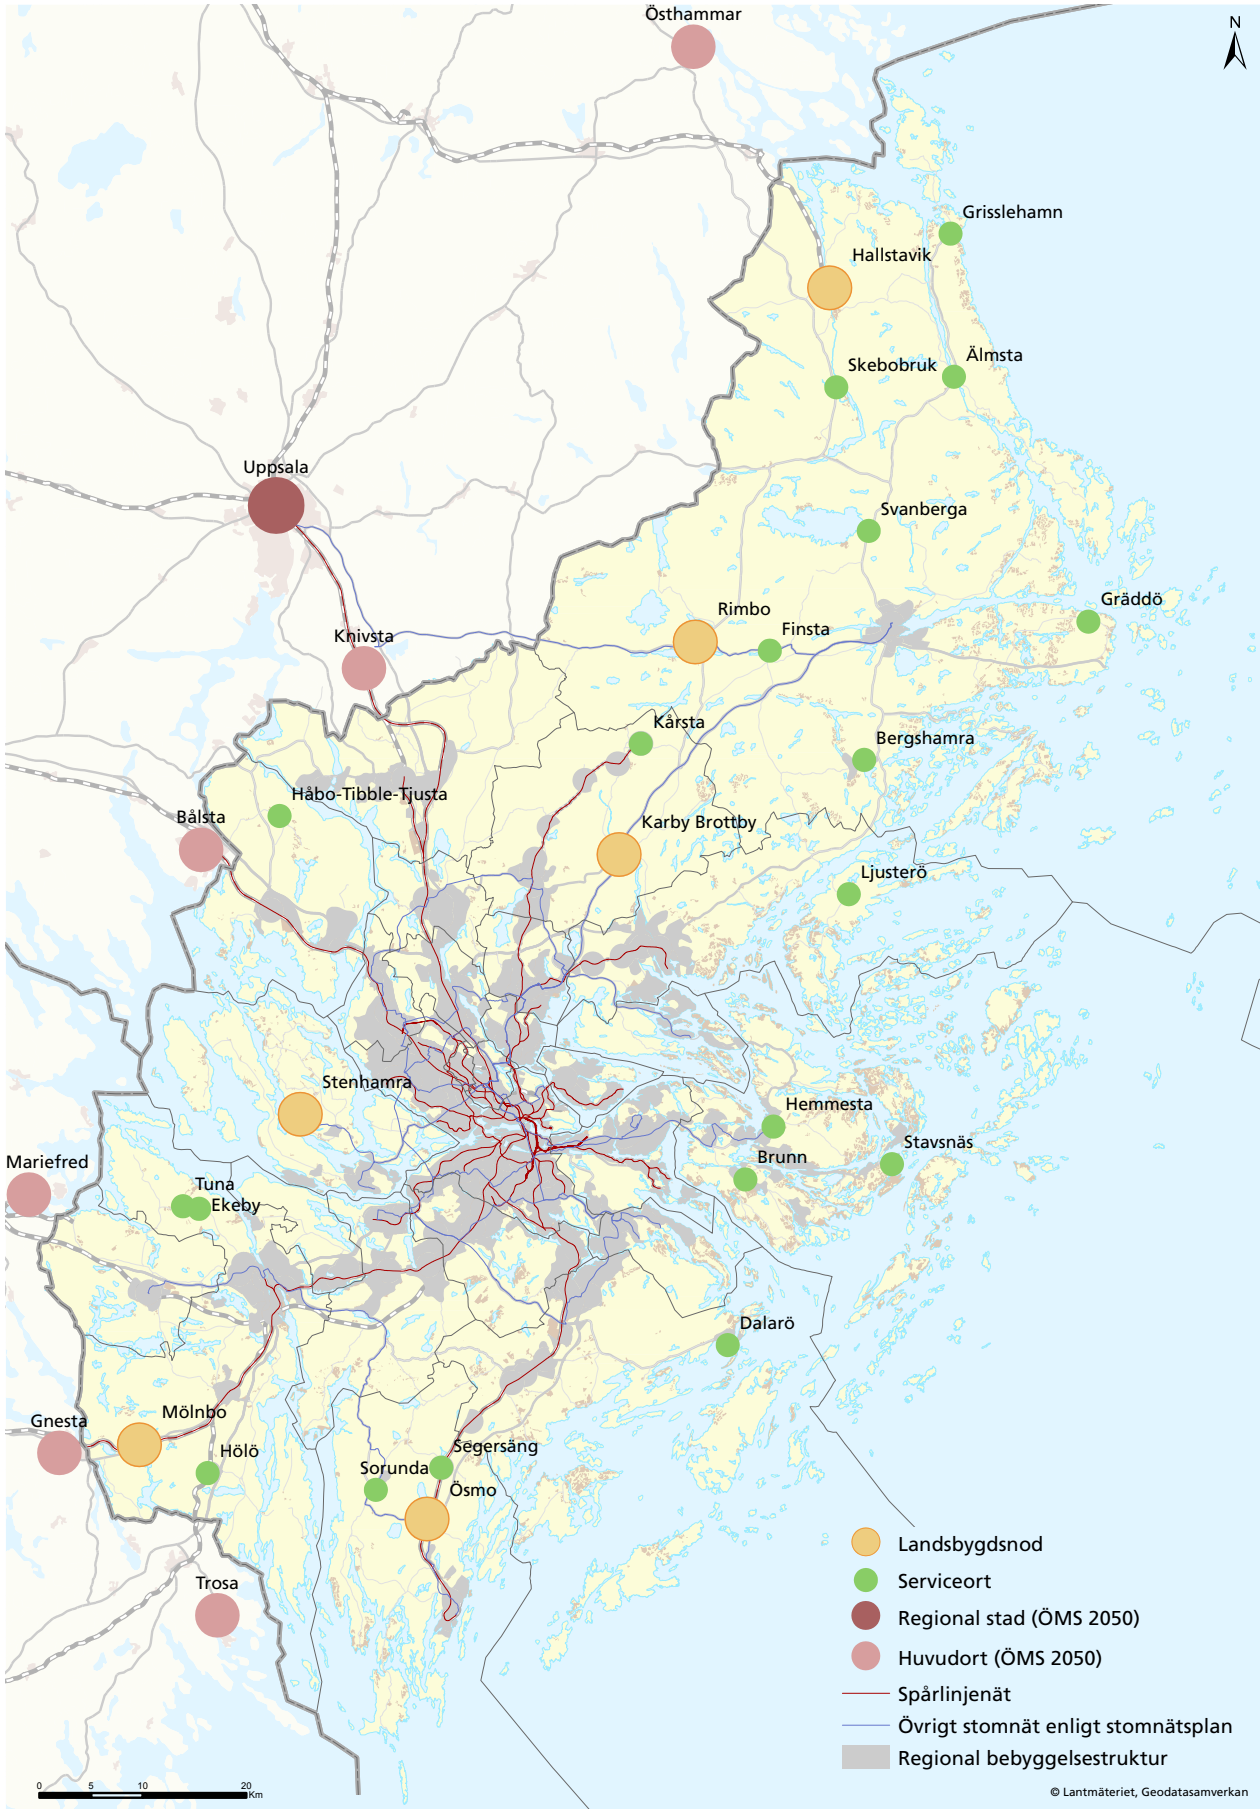 Östhammar
N
Grisslehamn
Hallstavik
Älmsta
Skebobruk
Uppsala
Svanberga
Gräddö
Rimbo
Finsta
Knivsta
Kårsta
Bergshamra
Håbo-Tibble-Tjusta
Bålsta
Karby Brottby
Ljusterö
Stenhamra
Hemmesta
Stavsnäs
Brunn
Mariefred
Tuna
Ekeby
Dalarö
Mölnbo
Gnesta
Hölö
Segersäng
Sorunda
Ösmo
Trosa
Landsbygdsnod
Serviceort
Regional stad (ÖMS 2050)
Huvudort (ÖMS 2050)
Spårlinjenät
Övrigt stomnät enligt stomnätsplan
Regional bebyggelsestruktur
0 5 10 20
Km
© Lantmäteriet, Geodatasamverkan